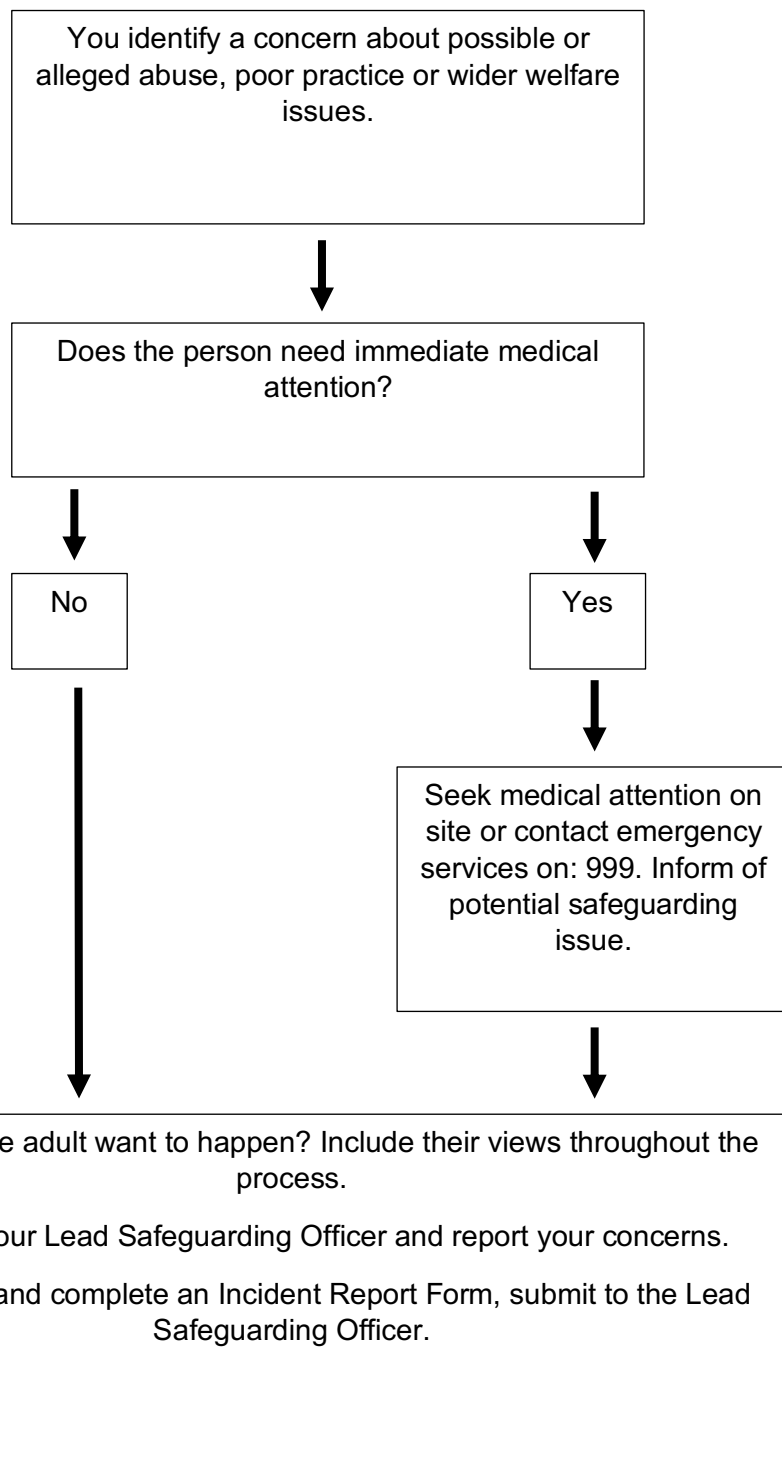 You identify a concern about possible or
alleged abuse, poor practice or wider welfare
issues.
Does the person need immediate medical
attention?
No
Yes
Seek medical attention on
site or contact emergency
services on: 999. Inform of
potential safeguarding
issue.
adult want to happen? Include their views throughout the
process.
Lead Safeguarding Officer and report your concerns.
and complete an Incident Report Form, submit to the Lead
Safeguarding Officer.